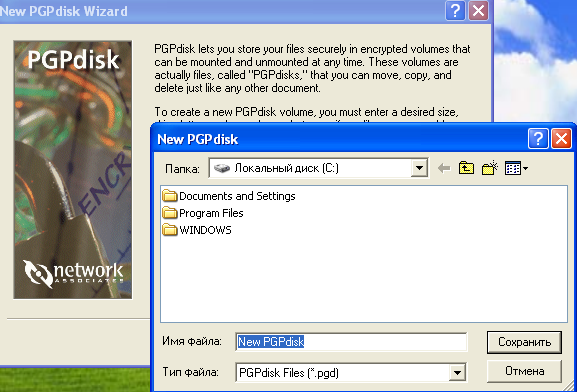 New PGPdisk Wizard
PGPdisk
PGPdisk lets you store your files securely in encrypted volumes that
can be mounted and unmounted at any time. These volumes are
actually files, called "PGPdisks," that you can move, copy, and
delete just like any other document.
To create a new PGPdisk volume, you must enter a desired size,
ENCR
network
ASSOCIATES
New PGPdisk
Папка:
Локальный диск (C:)
Documents and Settings
Program Files
WINDOWS
Имя файла:
New PGPdisk
Сохранить
Тип файла:
PGPdisk Files (*.pgd)
Отмена